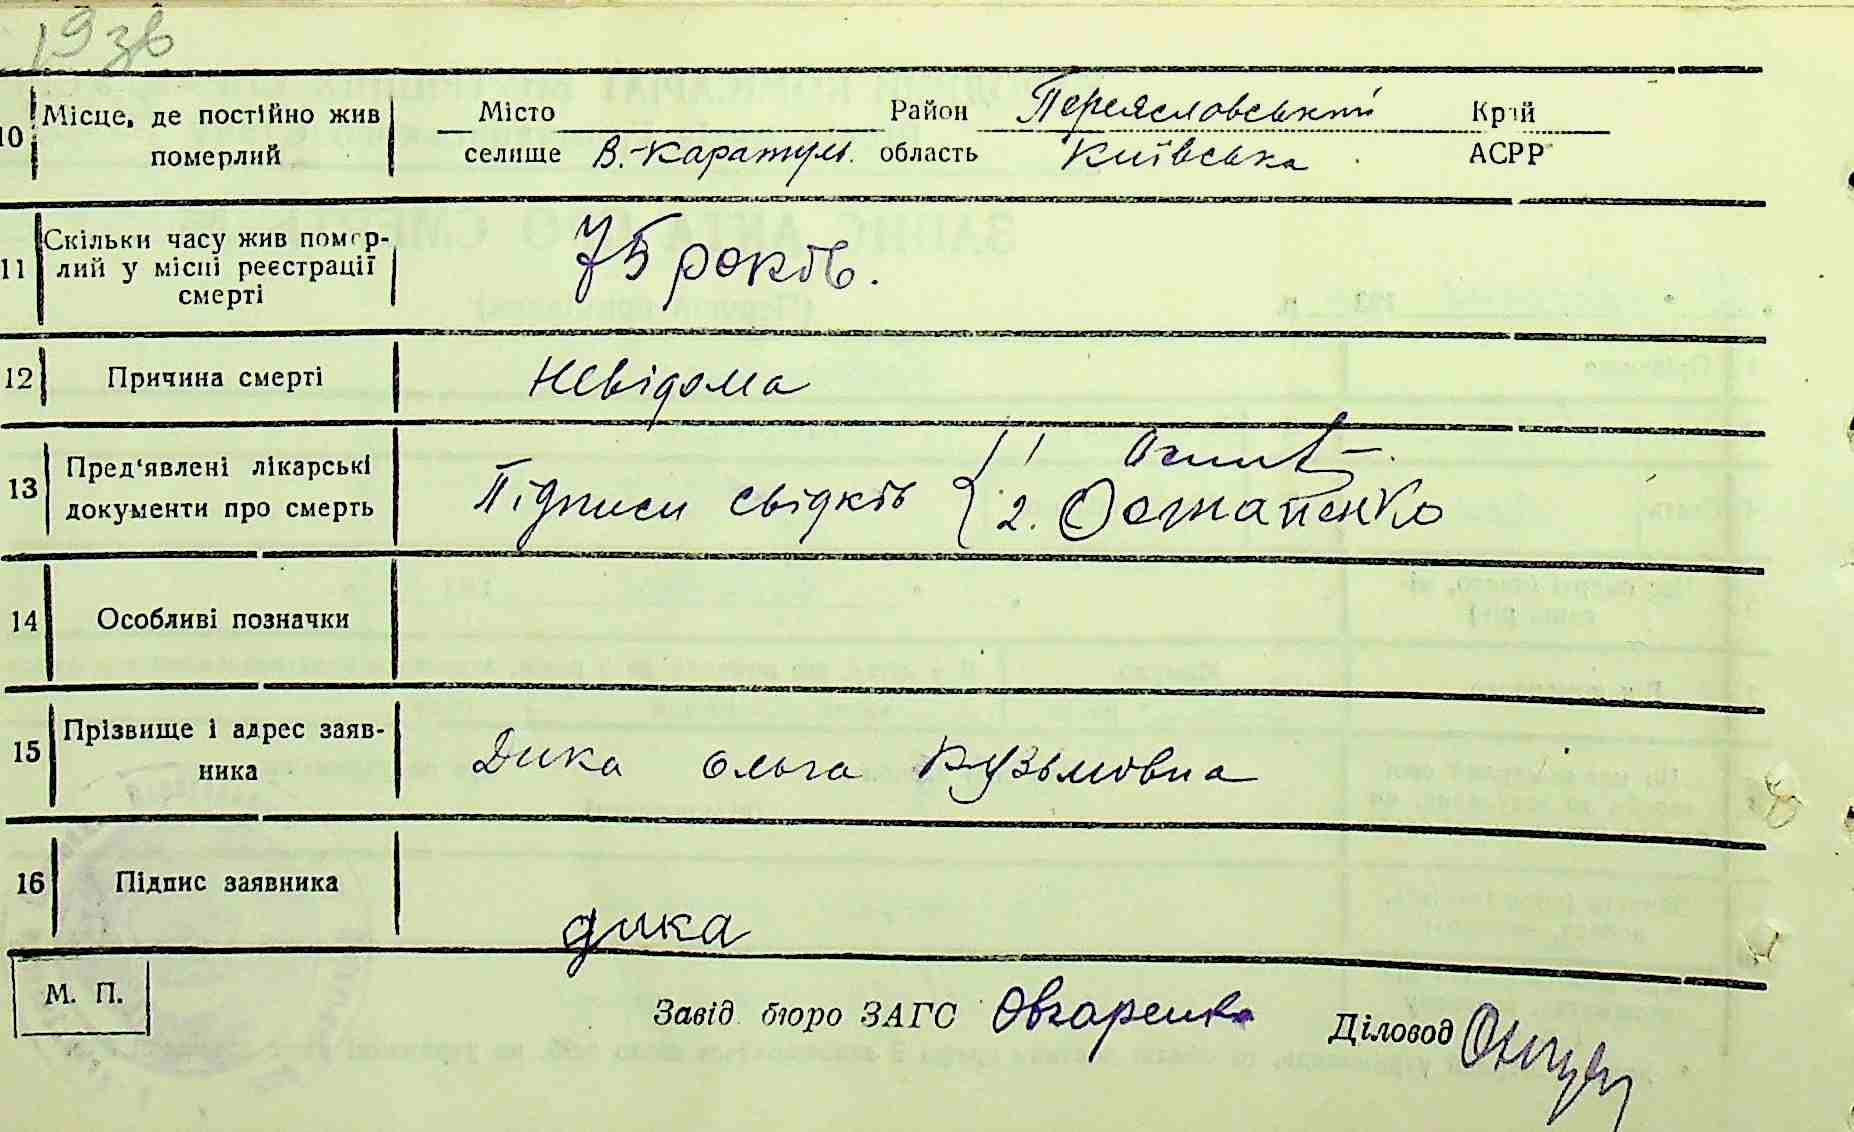 1936
10 Місце, де постійно жив померлий
Місто Район Переясловський Край
селище В.-Каратуль. область Київська АСРР
11 Скільки часу жив помер-
лий у місці реєстрації
смерті
75 років.
12 Причина смерті Невідома
13 Пред'явлені лікарські
документи про смерть
Підписи свідків { 1
2. Остапенко
14 Особливі позначки
15 Прізвище і адрес заяв-
ника
Дика Ольга Кузьмовна
16 Підпис заявника
дика
М. П.
Завід. бюро ЗАГС Овчаренко Діловод